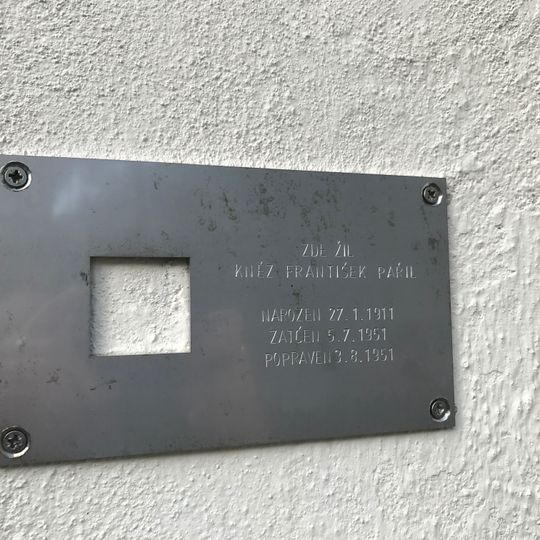 ZDE ŽIL
KNĚZ FRANTIŠEK PAŘIL
NAROZEN 27.1.1911
ZATČEN 5.7.1951
POPRAVEN 3.8.1951